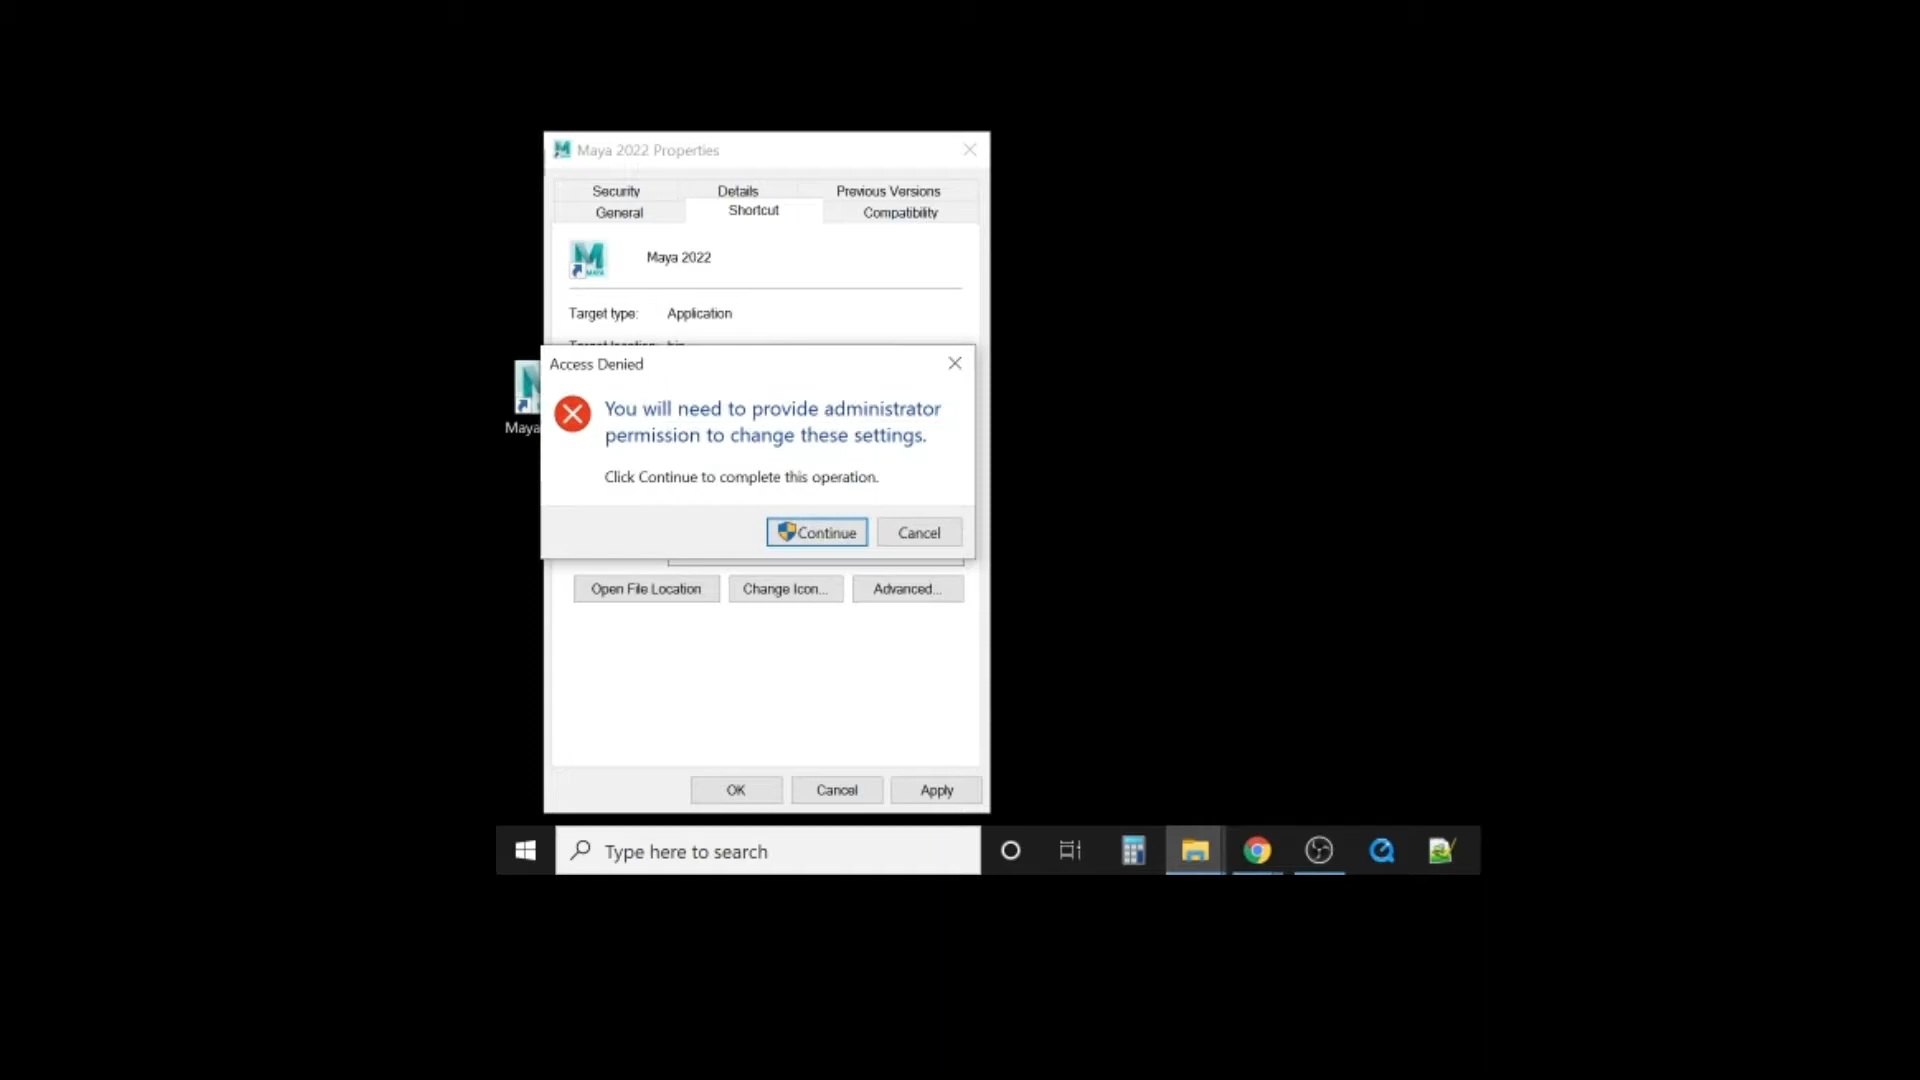 Maya 2022 Properties
Security Details Previous Versions
General Shortcut Compatibility
Maya 2022
MAYA
Target type: Application
Access Denied
You will need to provide administrator
permission to change these settings.
Click Continue to complete this operation.
Continue Cancel
Maya
Open File Location Change Icon... Advanced...
OK Cancel Apply
Type here to search